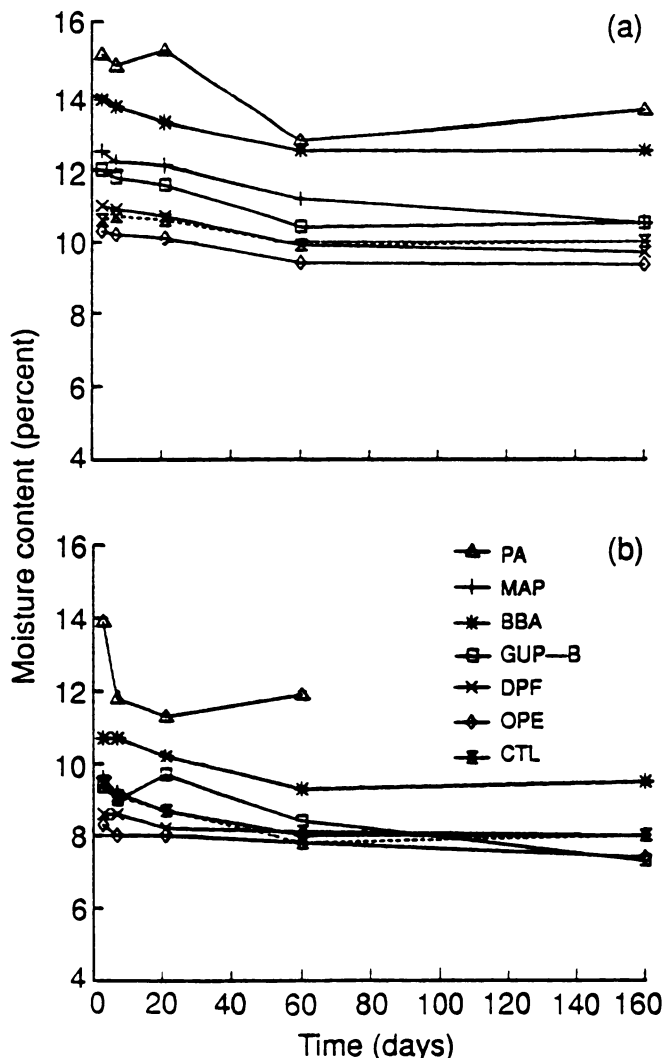 (a)
16
14
12
10
8
6
4
Moisture content (percent)
(b)
16
14
12
10
8
6
4
PA
MAP
BBA
GUP—B
DPF
OPE
CTL
0 20 40 60 80 100 120 140 160
Time (days)